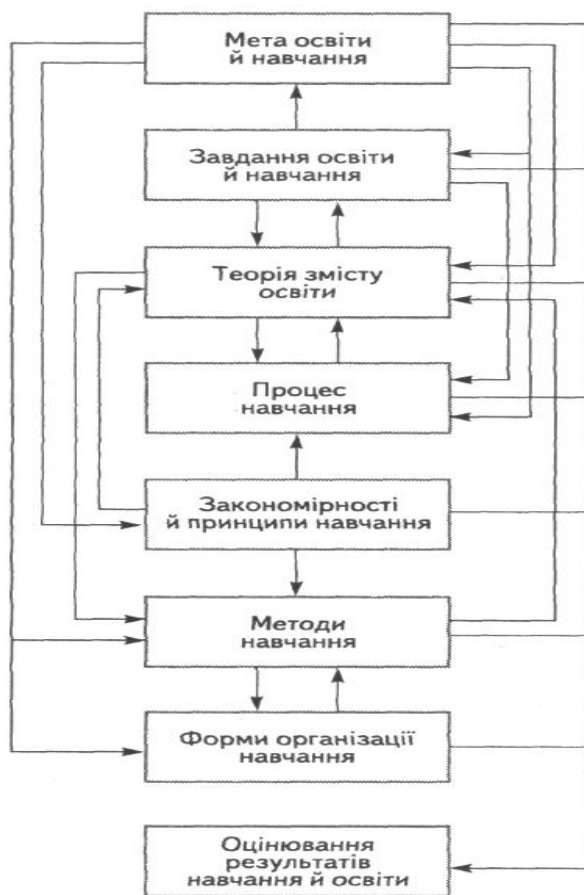 Мета освіти
й навчання
Завдання освіти
й навчання
Теорія змісту
освіти
Процес
навчання
Закономірності
й принципи навчання
Методи
навчання
Форми організації
навчання
Оцінювання
результатів
навчання й освіти